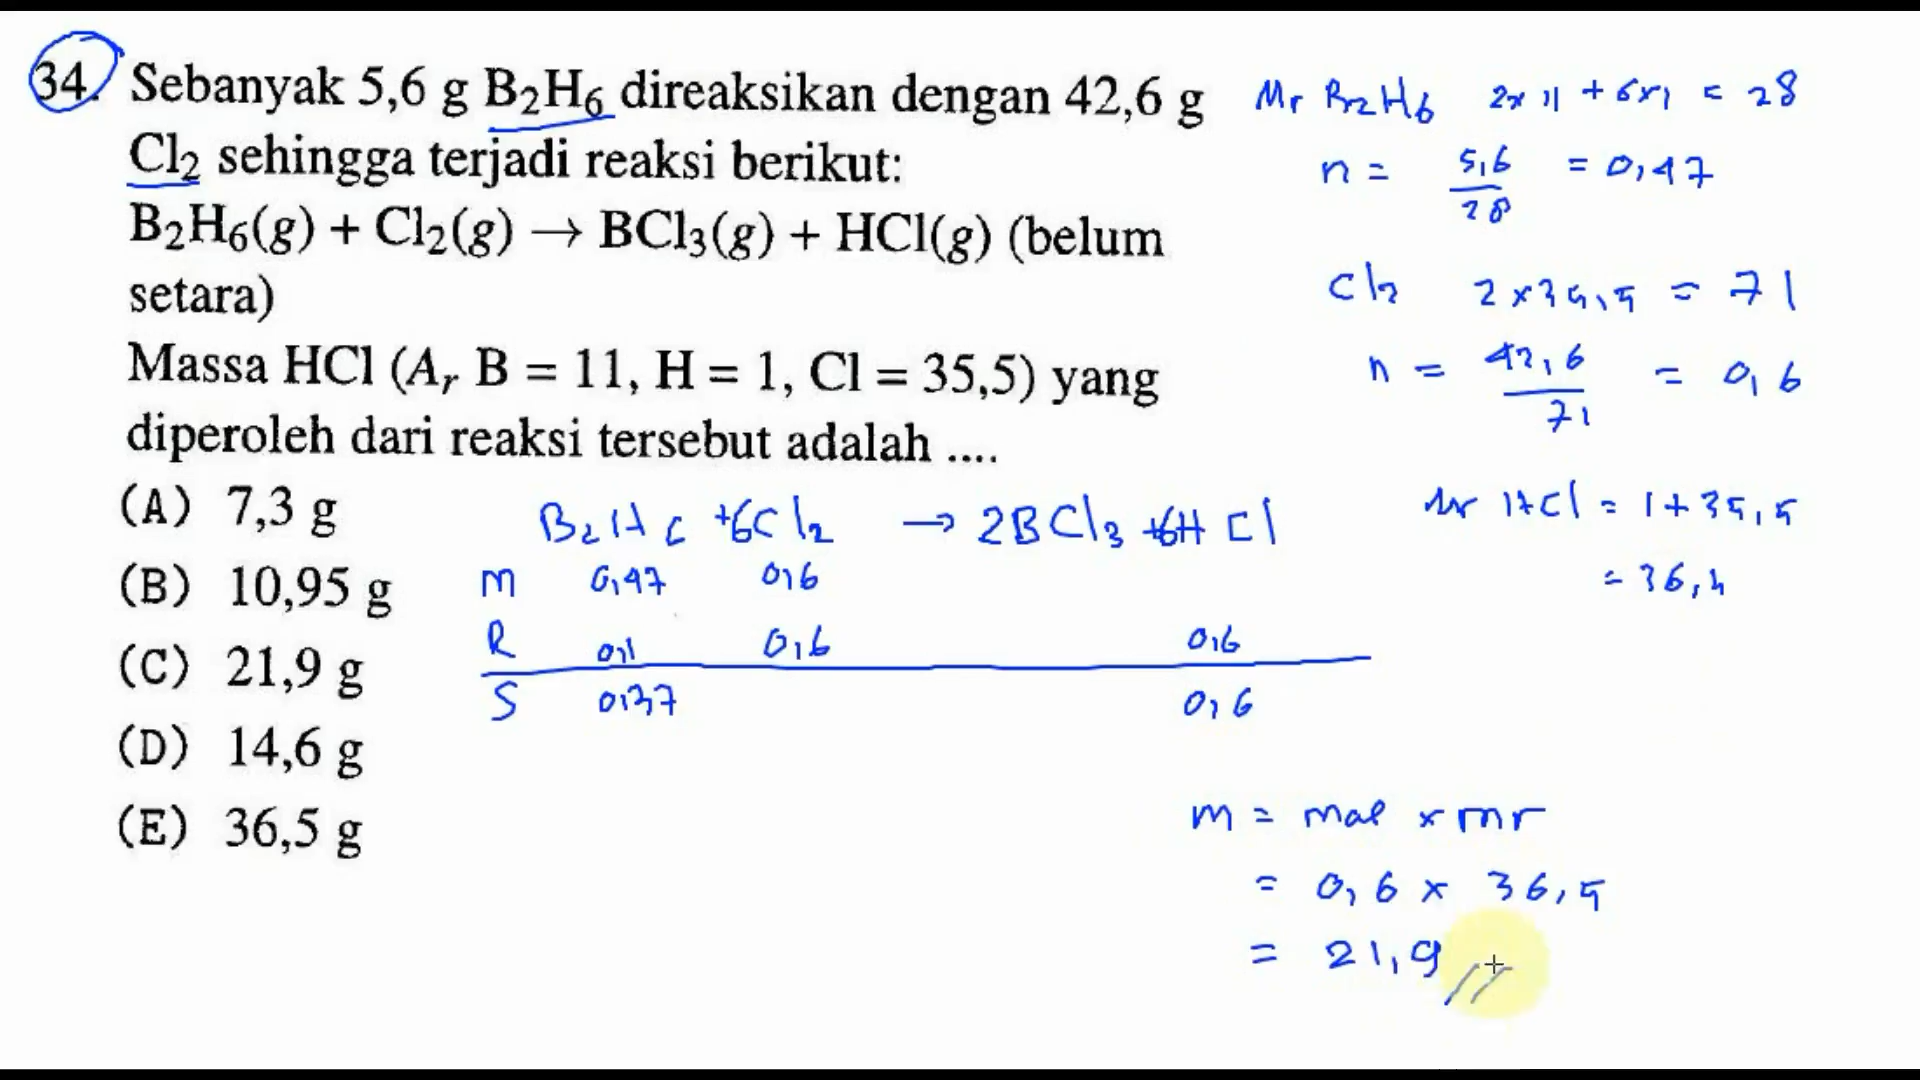 34. Sebanyak 5,6 g B₂H₆ direaksikan dengan 42,6 g
Cl₂ sehingga terjadi reaksi berikut:
B₂H₆(g) + Cl₂(g) → BCl₃(g) + HCl(g) (belum
setara)
Massa HCl (Aᵣ B = 11, H = 1, Cl = 35,5) yang
diperoleh dari reaksi tersebut adalah ....
(A) 7,3 g
(B) 10,95 g
(C) 21,9 g
(D) 14,6 g
(E) 36,5 g
Mr B₂H₆ 2x11 + 6x1 = 28
n = 5,6/28 = 0,47
Cl₂ 2 x 35,5 = 71
n = 42,6/71 = 0,6
Mr HCl = 1 + 35,5
= 36,5
B₂H₆ +6Cl₂ → 2BCl₃ +6HCl
M 0,47 0,6
R 0,1 0,6 0,6
S 0,37 0,6
m = mol x mr
= 0,6 x 36,5
= 21,9 //